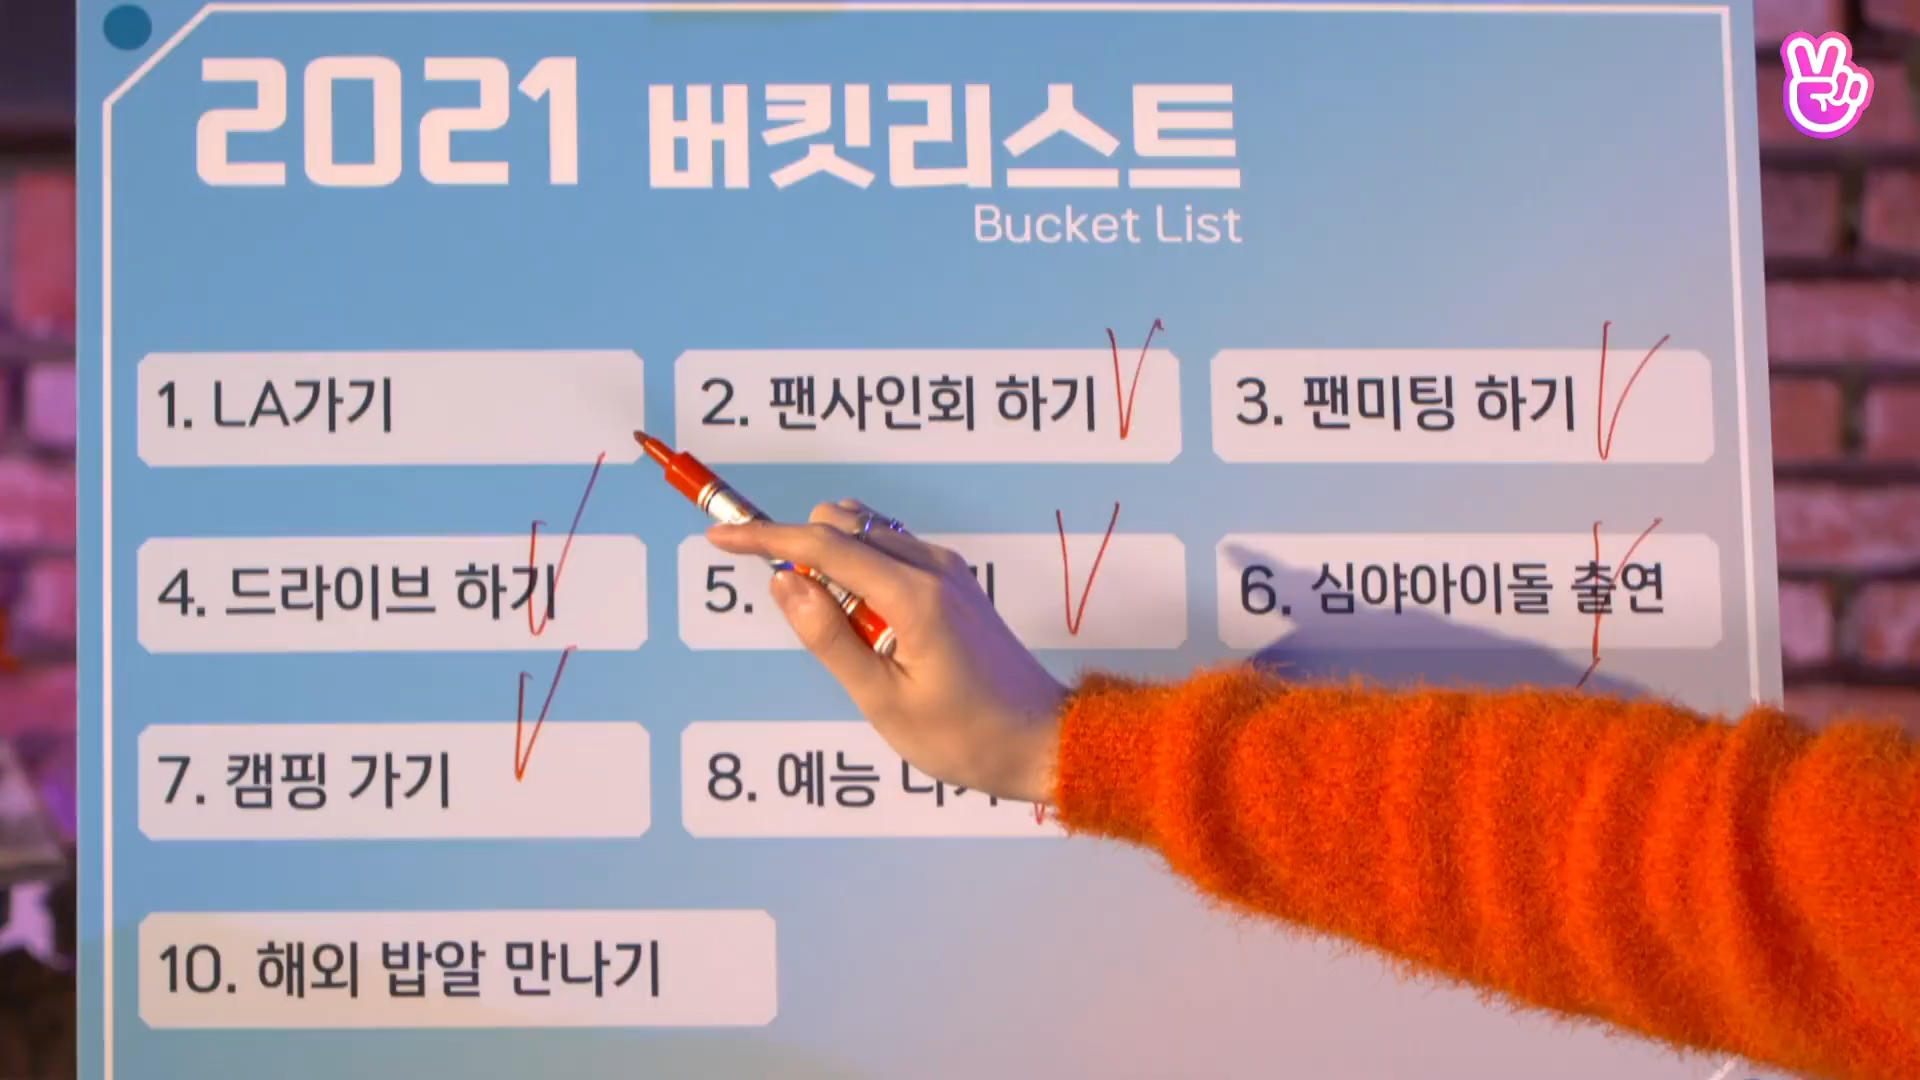 2021 버킷리스트
Bucket List
1. LA가기
2. 팬사인회 하기
3. 팬미팅 하기
4. 드라이브 하기
5.
6. 심야아이돌 출연
7. 캠핑 가기
8. 예능
10. 해외 밥알 만나기